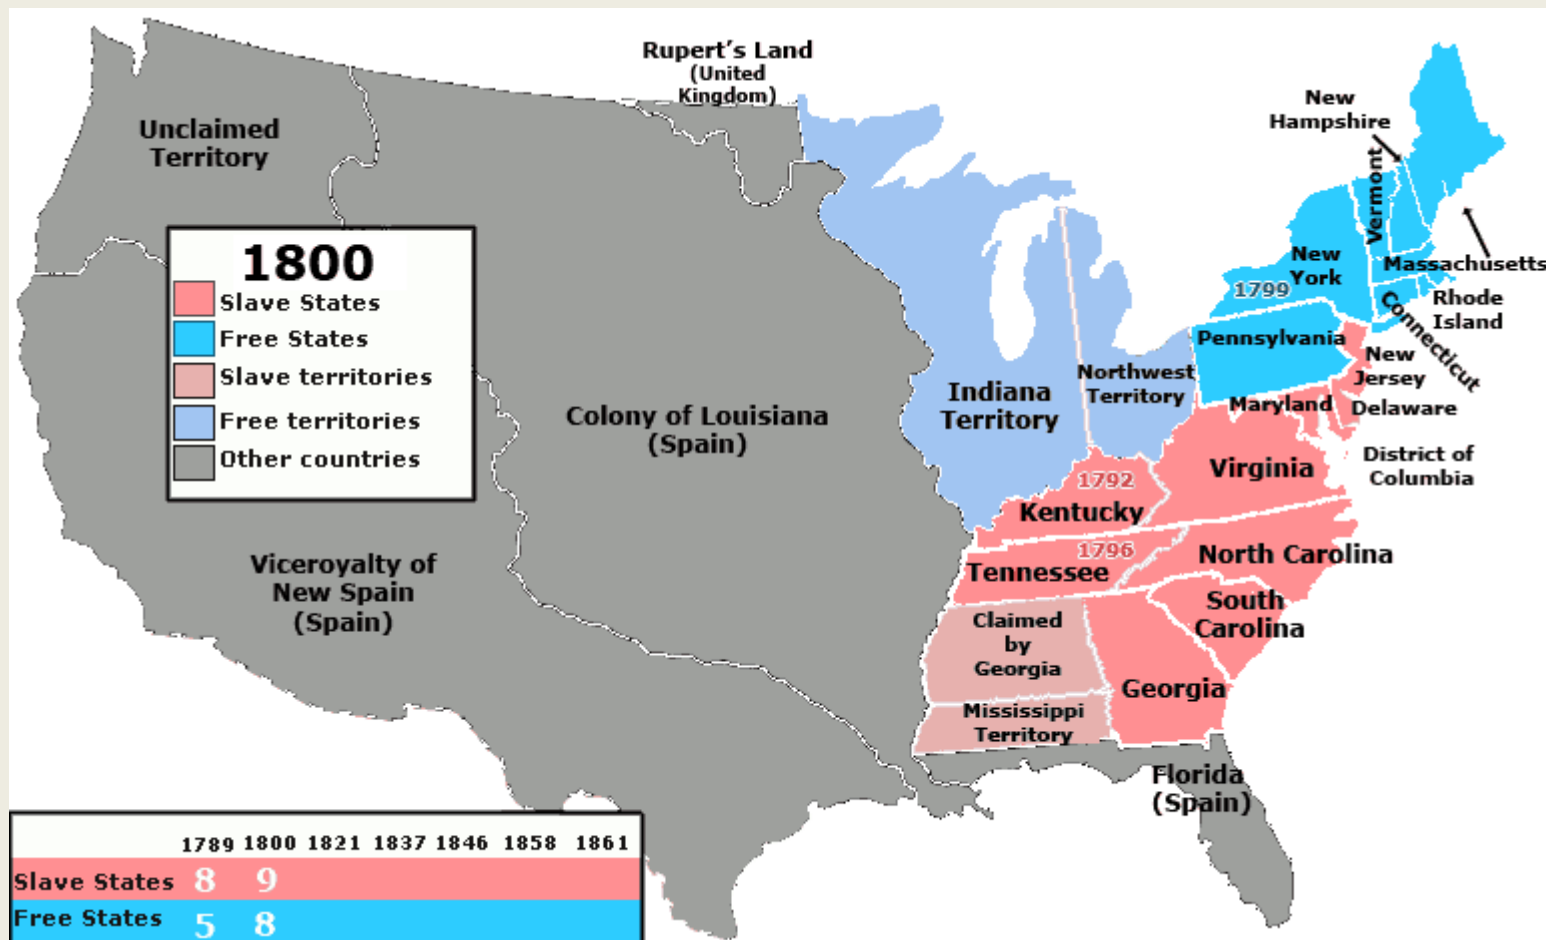 Rupert's Land
(United
Kingdom)
Unclaimed
Territory
New
Hampshire
Vermont
Massachusetts
New
York
1799
Rhode
Island
Connecticut
Pennsylvania
New
Jersey
Maryland
Delaware
District of
Columbia
1800
Slave States
Free States
Slave territories
Free territories
Other countries
Colony of Louisiana
(Spain)
Indiana
Territory
Northwest
Territory
Virginia
1792
Kentucky
1796
Tennessee
North Carolina
South
Carolina
Viceroyalty of
New Spain
(Spain)
Claimed
by
Georgia
Georgia
Mississippi
Territory
Florida
(Spain)
1789 1800 1821 1837 1846 1858 1861
Slave States 8 9
Free States 5 8